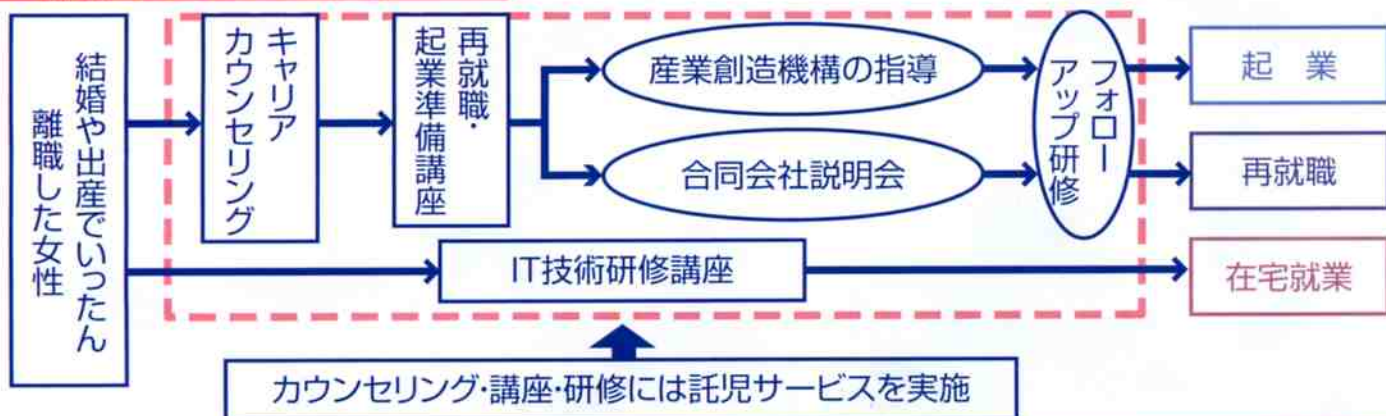 結婚や出産でいったん
離職した女性
キャリア
カウンセリング
再就職・
起業準備講座
産業創造機構の指導
合同会社説明会
フォロー
アップ研修
起　業
再就職
IT技術研修講座
在宅就業
カウンセリング・講座・研修には託児サービスを実施